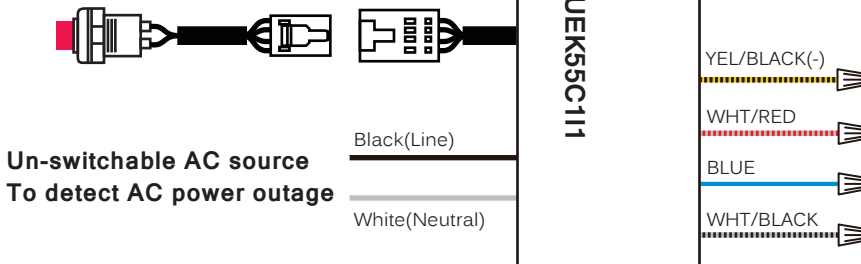 UEK55C1I1
YEL/BLACK(-)
WHT/RED
Black(Line)
Un-switchable AC source
To detect AC power outage
BLUE
White(Neutral)
WHT/BLACK